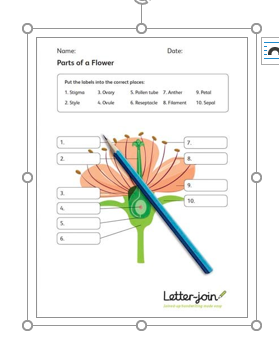 Name: Date:
Parts of a Flower
Put the labels into the correct places:
1. Stigma 3. Ovary 5. Pollen tube 7. Anther 9. Petal
2. Style 4. Ovule 6. Receptacle 8. Filament 10. Sepal
1. 7.
2. 8.
3. 9.
4. 10.
5.
6.
Letter-join